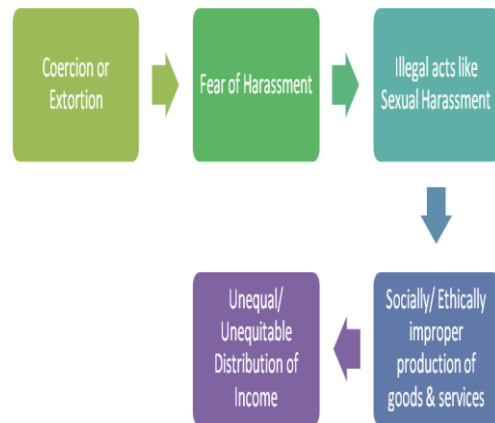 Coercion or
Extortion
Fear of Harassment
Illegal acts like
Sexual Harassment
Socially/ Ethically
improper
production of
goods & services
Unequal/
Unequitable
Distribution of
Income